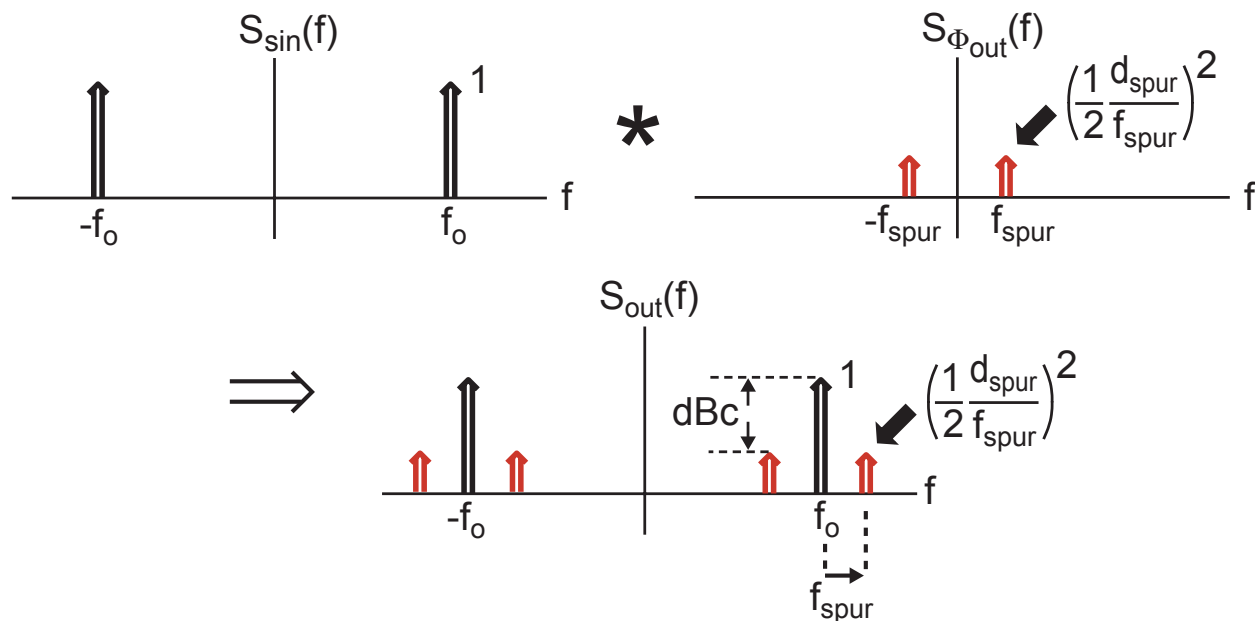 S_sin(f)
1
-f_o
f_o
f
*
S_Φ_out(f)
(1/2 d_spur/f_spur)^2
-f_spur
f_spur
f
⇒
S_out(f)
dBc
1
(1/2 d_spur/f_spur)^2
-f_o
f_o
f
f_spur